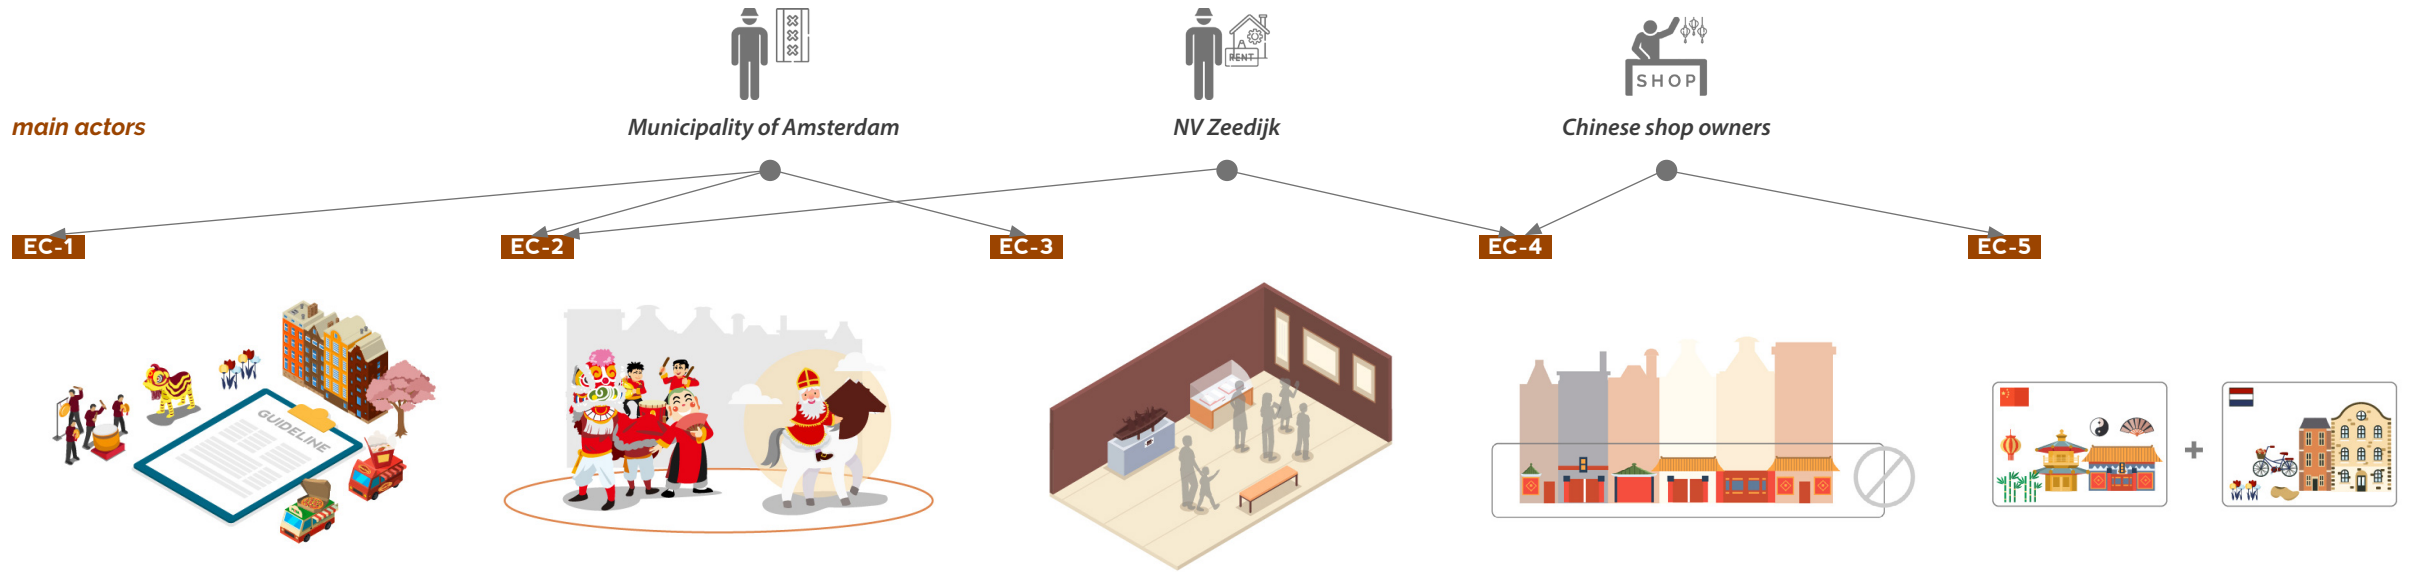 RENT
SHOP
main actors
Municipality of Amsterdam
NV Zeedijk
Chinese shop owners
EC-1
EC-2
EC-3
EC-4
EC-5
GUIDELINE